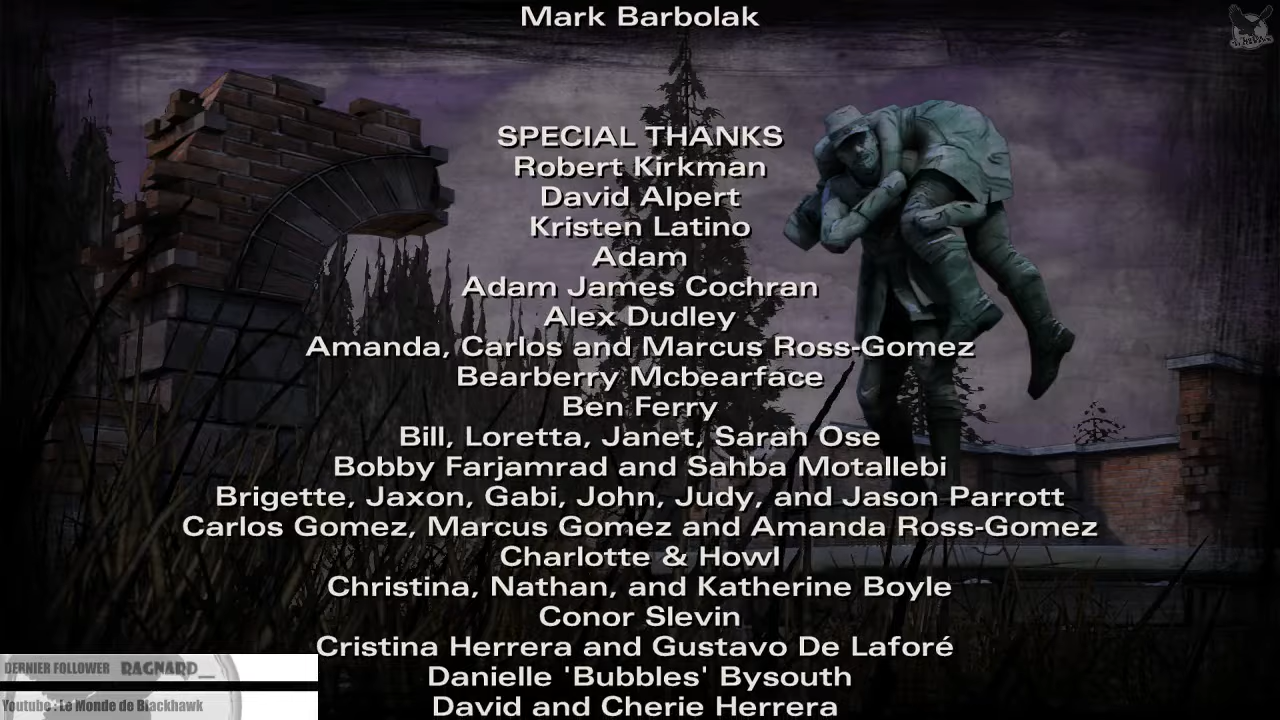 Mark Barbolak
SPECIAL THANKS
Robert Kirkman
David Alpert
Kristen Latino
Adam
Adam James Cochran
Alex Dudley
Amanda, Carlos and Marcus Ross-Gomez
Bearberry Mcbearface
Ben Ferry
Bill, Loretta, Janet, Sarah Ose
Bobby Farjamrad and Sahba Motallebi
Brigette, Jaxon, Gabi, John, Judy, and Jason Parrott
Carlos Gomez, Marcus Gomez and Amanda Ross-Gomez
Charlotte & Howl
Christina, Nathan, and Katherine Boyle
Conor Slevin
Cristina Herrera and Gustavo De Laforé
Danielle 'Bubbles' Bysouth
David and Cherie Herrera
DERNIER FOLLOWER RAGNARD__
Youtube : Le Monde de Blackhawk